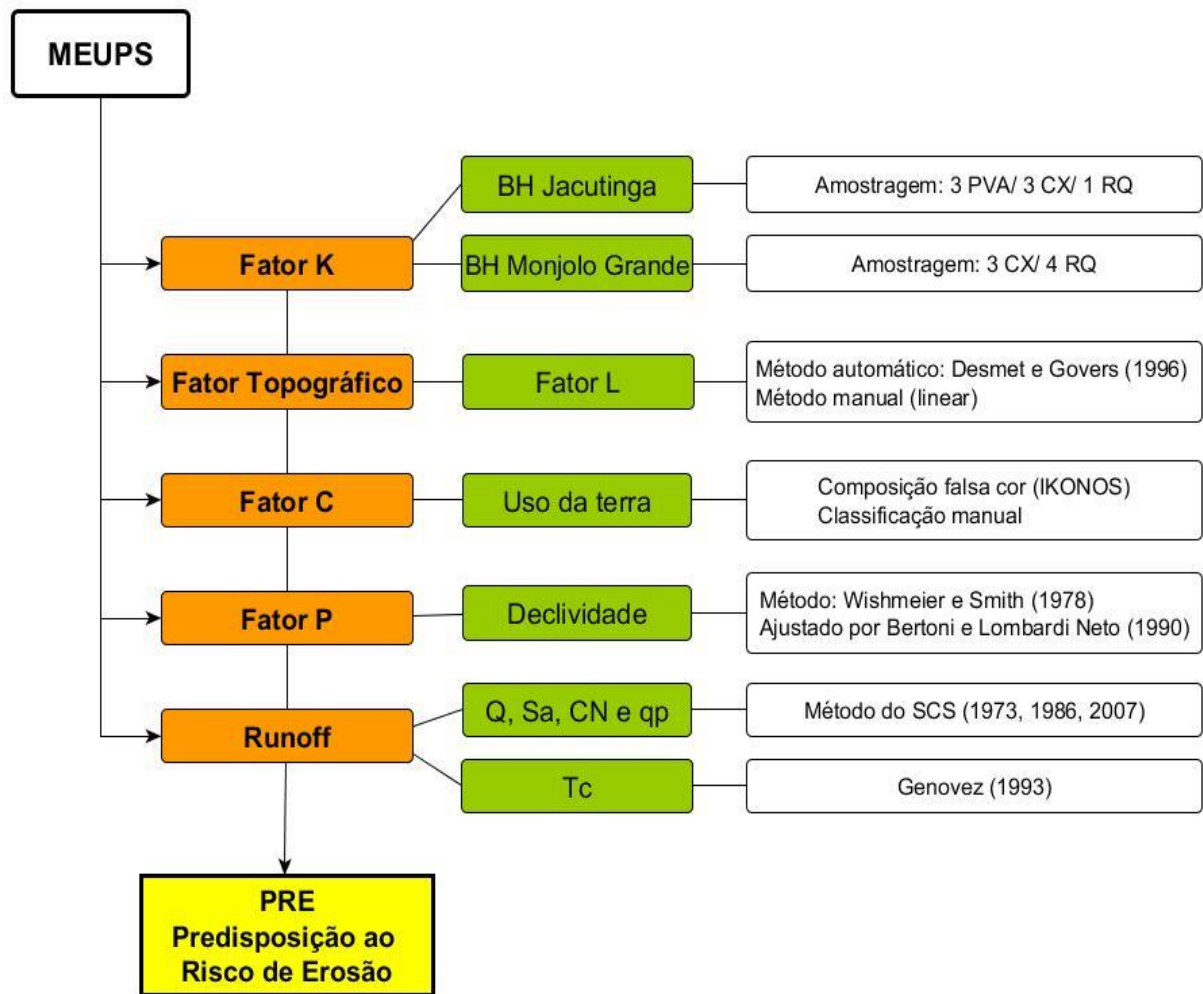 MEUPS
BH Jacutinga
Amostragem: 3 PVA/ 3 CX/ 1 RQ
Fator K
BH Monjolo Grande
Amostragem: 3 CX/ 4 RQ
Fator Topográfico
Fator L
Método automático: Desmet e Govers (1996)
Método manual (linear)
Fator C
Uso da terra
Composição falsa cor (IKONOS)
Classificação manual
Fator P
Declividade
Método: Wishmeier e Smith (1978)
Ajustado por Bertoni e Lombardi Neto (1990)
Runoff
Q, Sa, CN e qp
Método do SCS (1973, 1986, 2007)
Tc
Genovez (1993)
PRE
Predisposição ao
Risco de Erosão